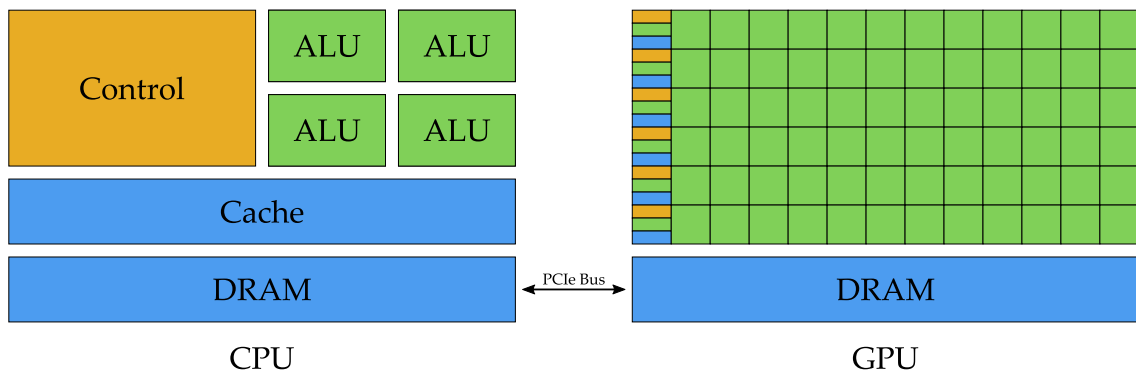 Control
ALU
ALU
ALU
ALU
Cache
DRAM
PCIe Bus
DRAM
CPU
GPU